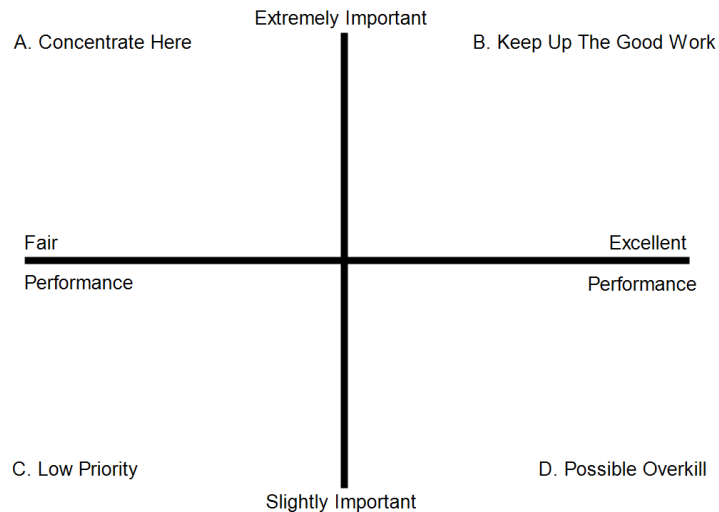 Extremely Important
A. Concentrate Here
B. Keep Up The Good Work
Fair
Excellent
Performance
Performance
C. Low Priority
D. Possible Overkill
Slightly Important